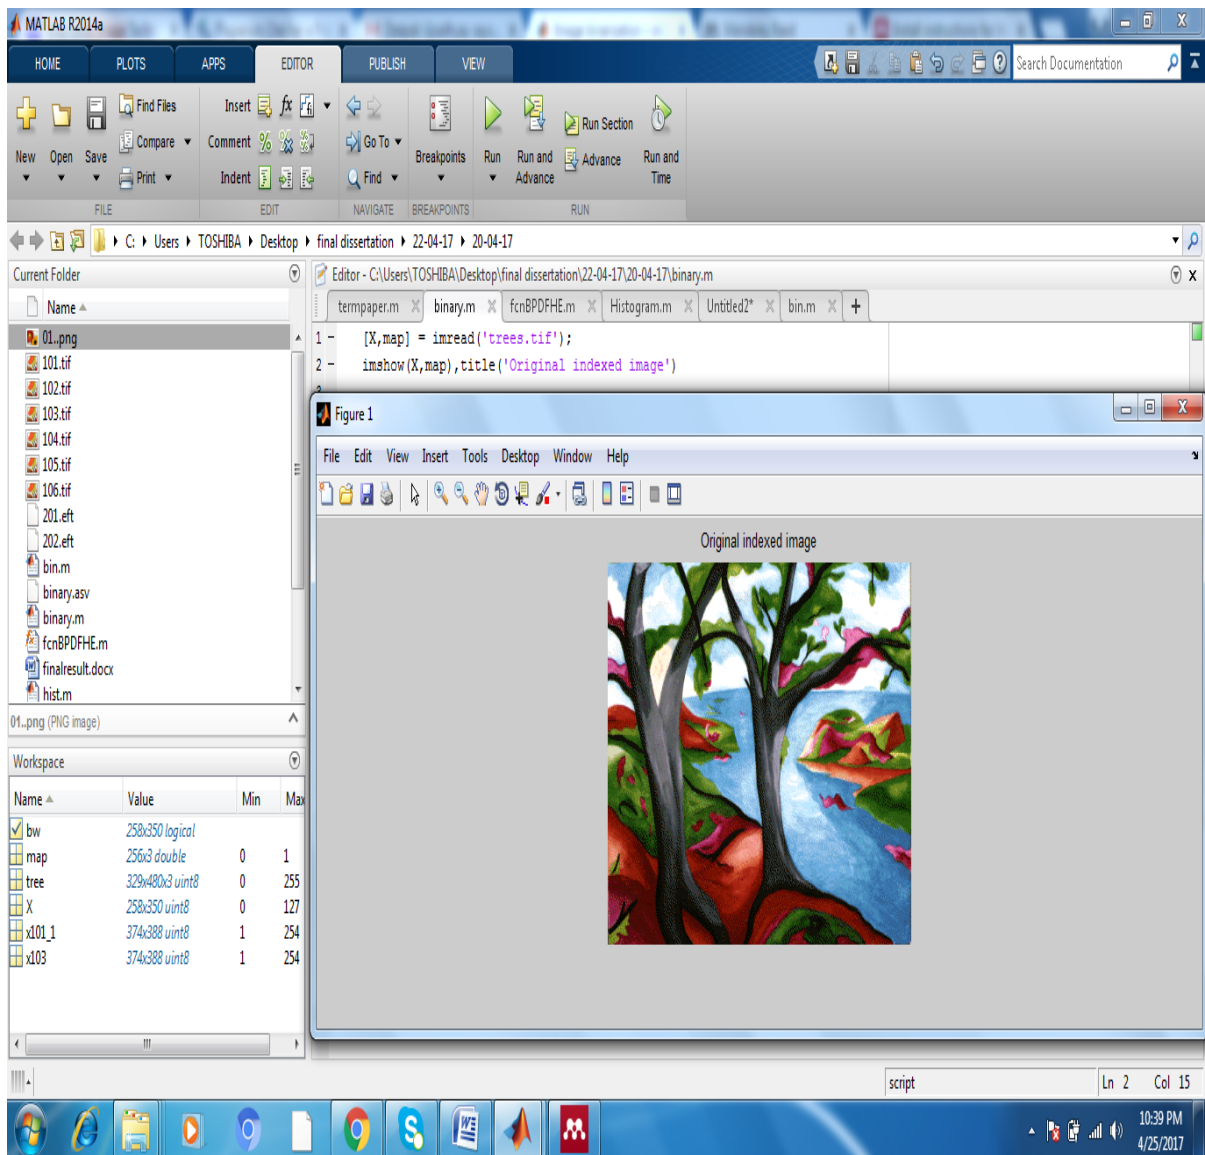 MATLAB R2014a
HOME PLOTS APPS EDITOR PUBLISH VIEW
Search Documentation
New Open Save
Find Files
Compare
Print
Insert fx
Comment
Indent
Go To
Find
Breakpoints
Run
Run and Advance
Run Section
Advance
Run and Time
FILE EDIT NAVIGATE BREAKPOINTS RUN
C: Users TOSHIBA Desktop final dissertation 22-04-17 20-04-17
Current Folder
Name
01..png
101.tif
102.tif
103.tif
104.tif
105.tif
106.tif
201.eft
202.eft
bin.m
binary.asv
binary.m
fcnBPDFHE.m
finalresult.docx
hist.m
01..png (PNG image)
Workspace
Name Value Min Max
bw 258x350 logical
map 256x3 double 0 1
tree 329x480x3 uint8 0 255
X 258x350 uint8 0 127
x101_1 374x388 uint8 1 254
x103 374x388 uint8 1 254
Editor - C:\Users\TOSHIBA\Desktop\final dissertation\22-04-17\20-04-17\binary.m
termpaper.m binary.m fcnBPDFHE.m Histogram.m Untitled2* bin.m
1 - [X,map] = imread('trees.tif');
2 - imshow(X,map),title('Original indexed image')
Figure 1
File Edit View Insert Tools Desktop Window Help
Original indexed image
script Ln 2 Col 15
10:39 PM
4/25/2017